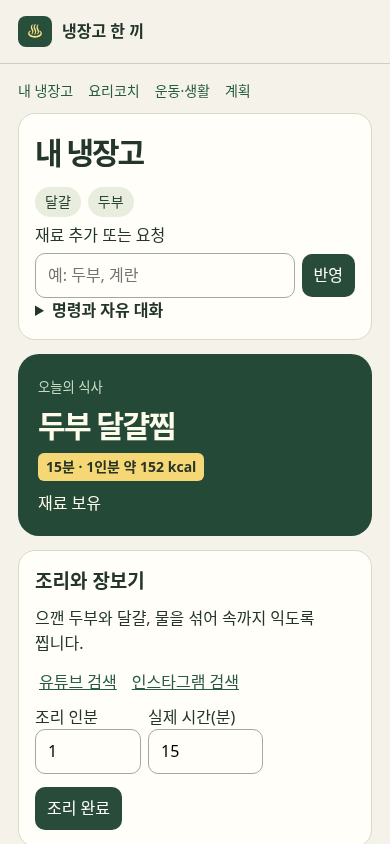 냉장고 한 끼
내 냉장고 요리코치 운동·생활 계획
내 냉장고
달걀 두부
재료 추가 또는 요청
예: 두부, 계란 반영
▶ 명령과 자유 대화
오늘의 식사
두부 달걀찜
15분 · 1인분 약 152 kcal
재료 보유
조리와 장보기
으깬 두부와 달걀, 물을 섞어 속까지 익도록
찝니다.
유튜브 검색 인스타그램 검색
조리 인분 실제 시간(분)
1 15
조리 완료